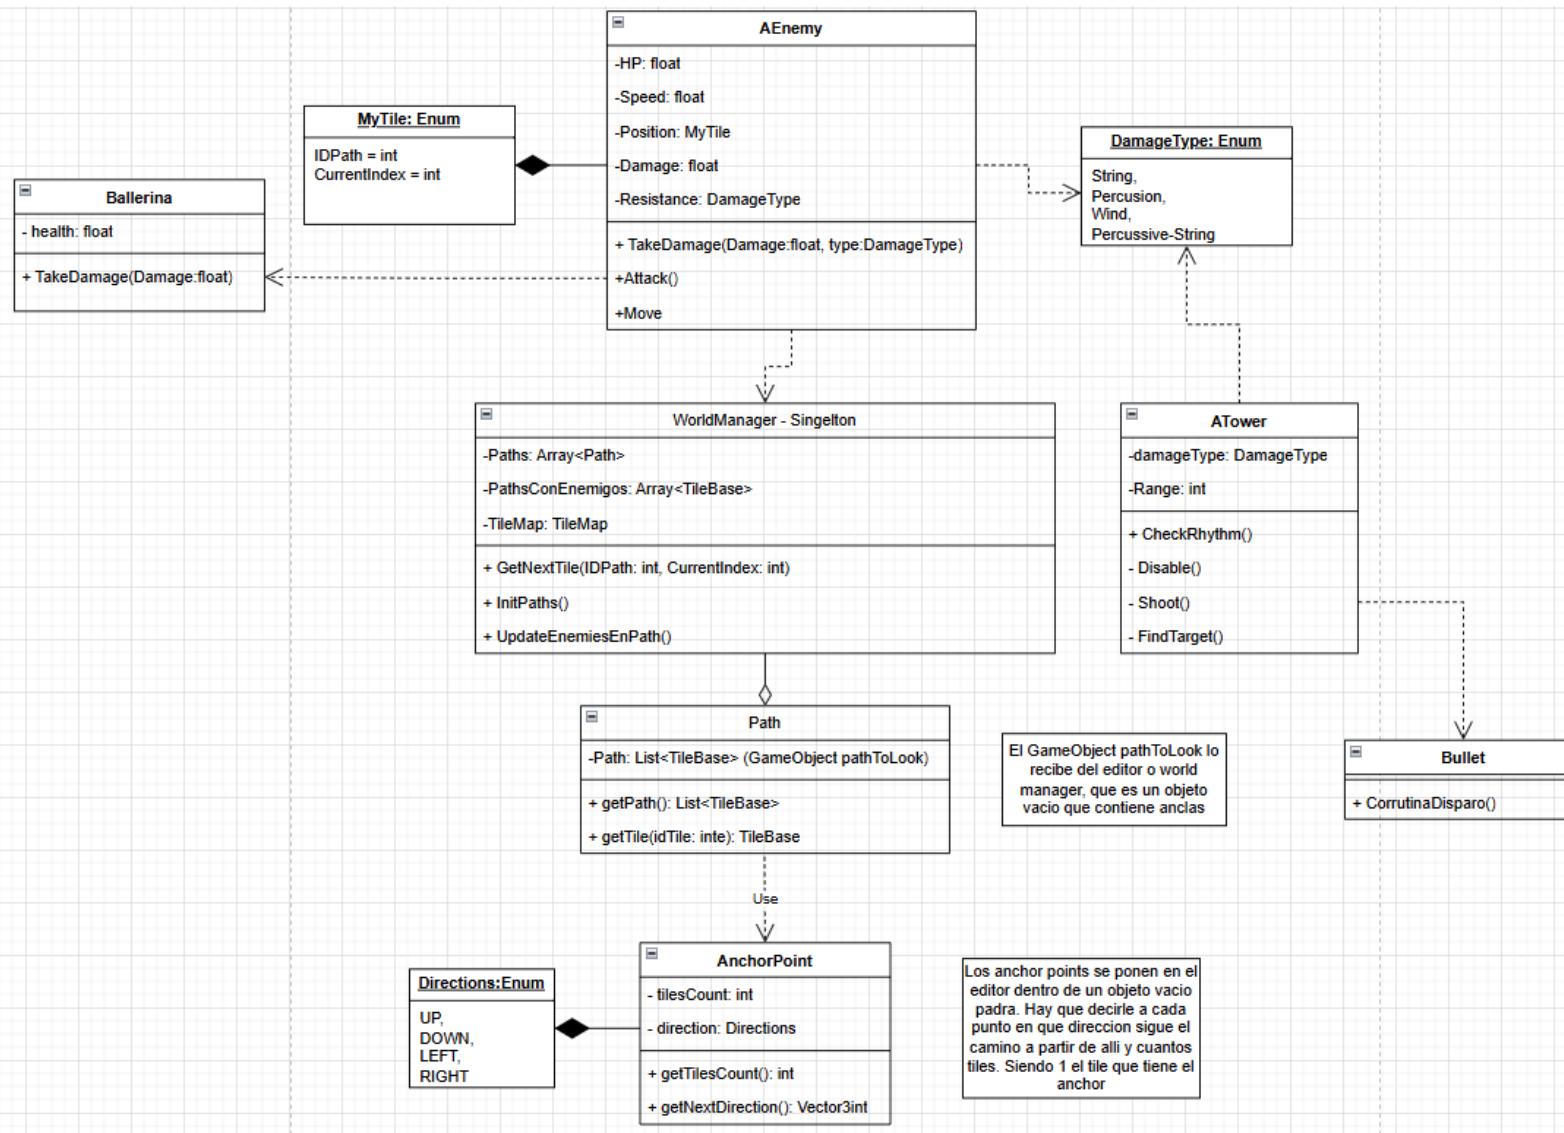 AEnemy
-HP: float
-Speed: float
-Position: MyTile
-Damage: float
-Resistance: DamageType
+ TakeDamage(Damage:float, type:DamageType)
+Attack()
+Move
MyTile: Enum
IDPath = int
CurrentIndex = int
DamageType: Enum
String,
Percusion,
Wind,
Percussive-String
Ballerina
- health: float
+ TakeDamage(Damage:float)
WorldManager - Singelton
-Paths: Array<Path>
-PathsConEnemigos: Array<TileBase>
-TileMap: TileMap
+ GetNextTile(IDPath: int, CurrentIndex: int)
+ InitPaths()
+ UpdateEnemiesEnPath()
ATower
-damageType: DamageType
-Range: int
+ CheckRhythm()
- Disable()
- Shoot()
- FindTarget()
Path
-Path: List<TileBase> (GameObject pathToLook)
+ getPath(): List<TileBase>
+ getTile(idTile: inte): TileBase
El GameObject pathToLook lo
recibe del editor o world
manager, que es un objeto
vacio que contiene anclas
Bullet
+ CorrutinaDisparo()
Use
AnchorPoint
- tilesCount: int
- direction: Directions
+ getTilesCount(): int
+ getNextDirection(): Vector3int
Directions:Enum
UP,
DOWN,
LEFT,
RIGHT
Los anchor points se ponen en el
editor dentro de un objeto vacio
padra. Hay que decirle a cada
punto en que direccion sigue el
camino a partir de alli y cuantos
tiles. Siendo 1 el tile que tiene el
anchor